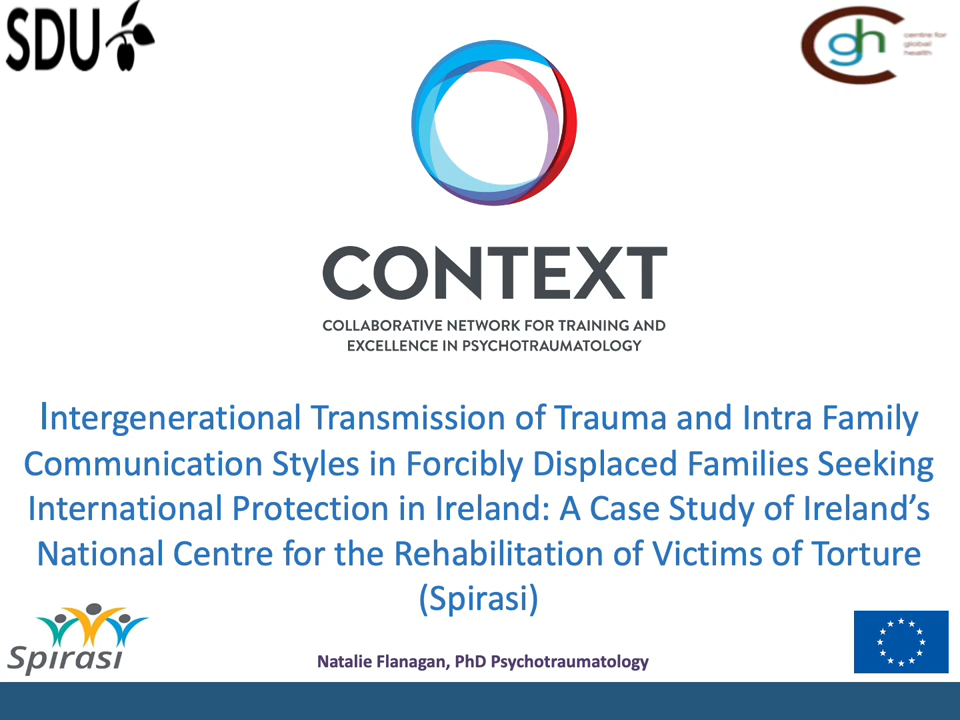 SDU
gh
centre for
global
health
CONTEXT
COLLABORATIVE NETWORK FOR TRAINING AND
EXCELLENCE IN PSYCHOTRAUMATOLOGY
Intergenerational Transmission of Trauma and Intra Family
Communication Styles in Forcibly Displaced Families Seeking
International Protection in Ireland: A Case Study of Ireland’s
National Centre for the Rehabilitation of Victims of Torture
(Spirasi)
Spirasi
Natalie Flanagan, PhD Psychotraumatology